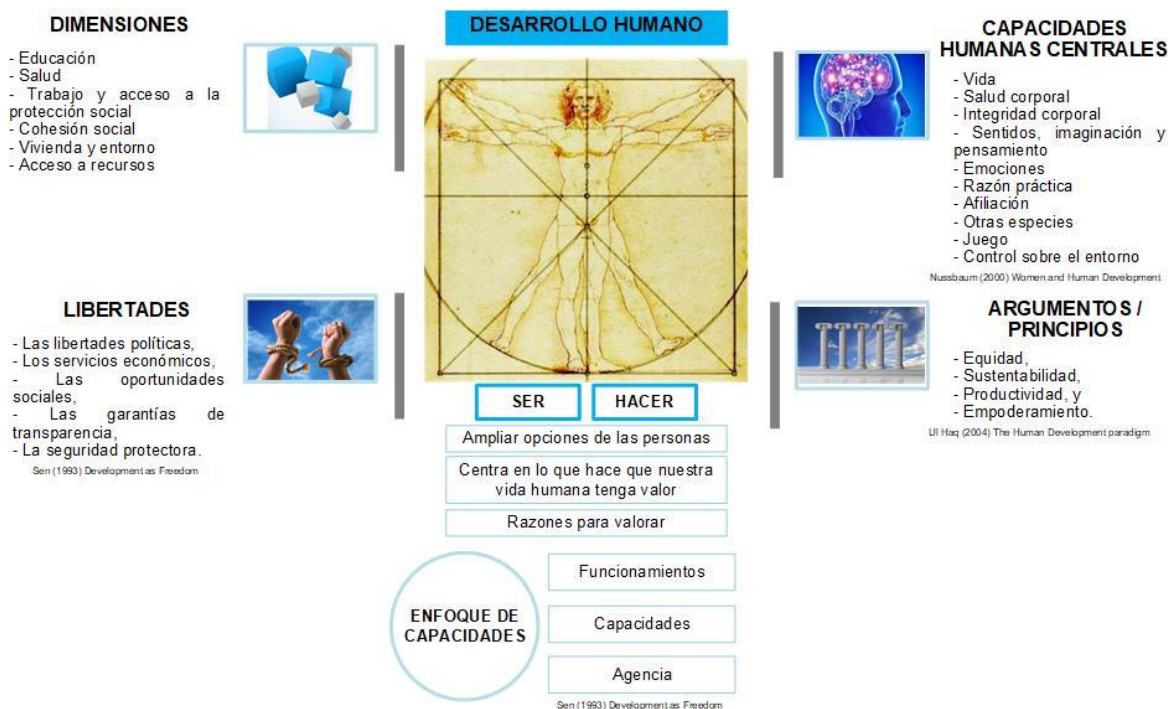 DESARROLLO HUMANO
DIMENSIONES
- Educación
- Salud
- Trabajo y acceso a la
protección social
- Cohesión social
- Vivienda y entorno
- Acceso a recursos
CAPACIDADES
HUMANAS CENTRALES
- Vida
- Salud corporal
- Integridad corporal
- Sentidos, imaginación y
pensamiento
- Emociones
- Razón práctica
- Afiliación
- Otras especies
- Juego
- Control sobre el entorno
Nussbaum (2000) Women and Human Development
LIBERTADES
- Las libertades políticas,
- Los servicios económicos,
- Las oportunidades
sociales,
- Las garantías de
transparencia,
- La seguridad protectora.
Sen (1993) Development as Freedom
ARGUMENTOS /
PRINCIPIOS
- Equidad,
- Sustentabilidad,
- Productividad, y
- Empoderamiento.
Ul Haq (2004) The Human Development paradigm
SER
HACER
Ampliar opciones de las personas
Centra en lo que hace que nuestra
vida humana tenga valor
Razones para valorar
ENFOQUE DE
CAPACIDADES
Funcionamientos
Capacidades
Agencia
Sen (1993) Development as Freedom